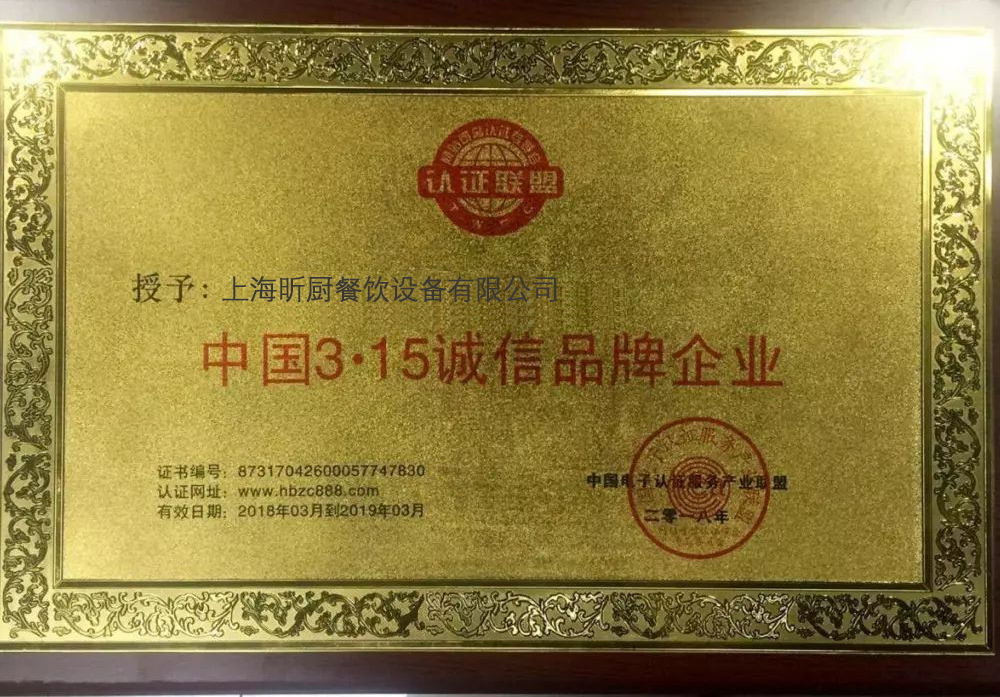 认证联盟
授予：上海昕厨餐饮设备有限公司
中国3·15诚信品牌企业
证书编号：87317042600057747830
认证网址：www.hbzc888.com
有效日期：2018年03月到2019年03月
中国电子认证服务产业联盟
二零一八年